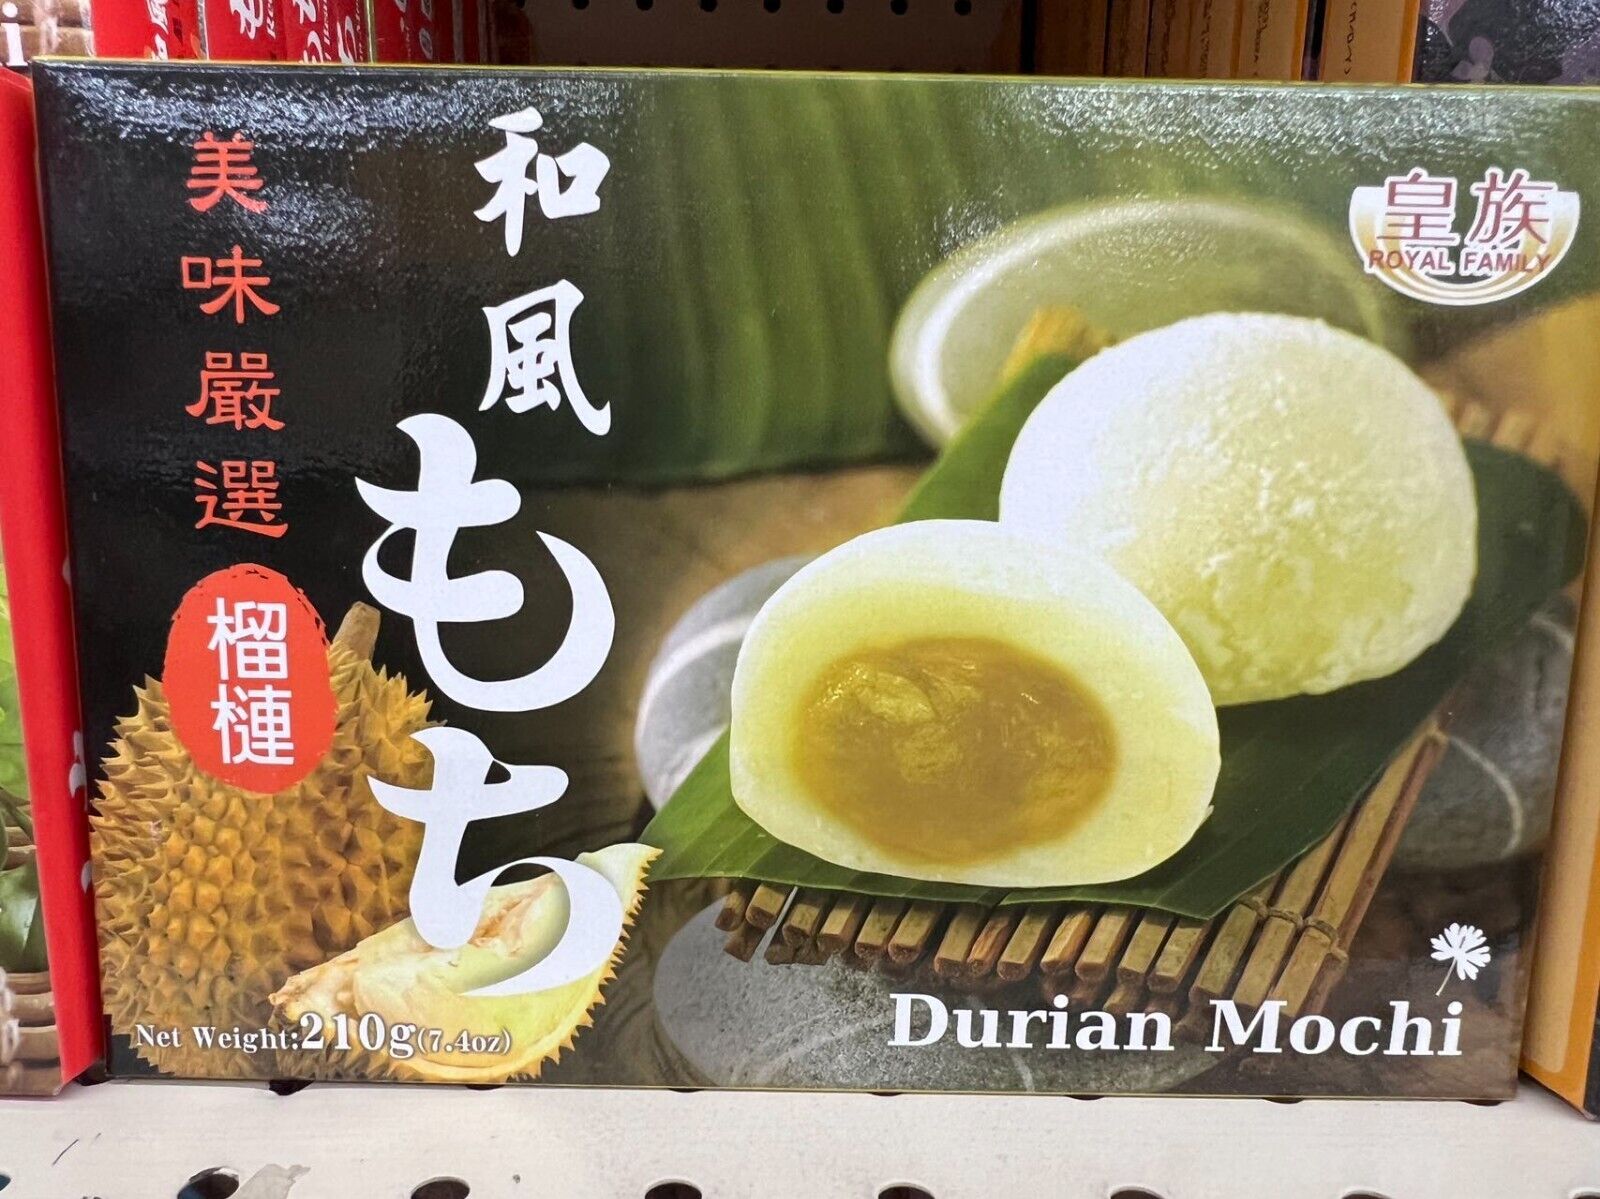 美味嚴選
榴槤
和風
もち
皇族
ROYAL FAMILY
Net Weight:210g(7.4oz)
Durian Mochi